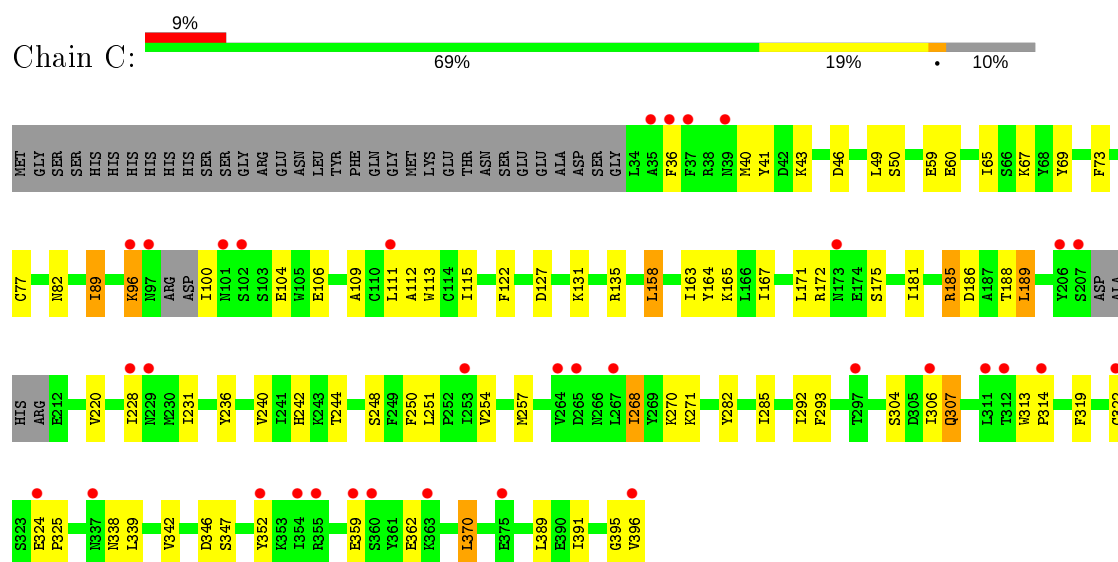 9%
Chain C:
69% 19% • 10%
MET GLY SER SER HIS HIS HIS HIS HIS HIS SER SER GLY ARG GLU ASN LEU TYR PHE GLN GLY MET LYS GLU THR ASN SER GLU GLU ALA ASP SER GLY L34 A35 F36 F37 R38 N39 M40 Y41 D42 K43 D46 L49 S50 E59 E60 I65 S66 K67 Y68 Y69 F73
C77 N82 I89 K96 N97 ARG ASP I100 N101 S102 S103 E104 W105 E106 A109 C110 L111 A112 W113 C114 I115 F122 D127 K131 R135 L158 I163 Y164 K165 L166 I167 L171 R172 N173 E174 S175 I181 R185 D186 A187 T188 L189 Y206 S207 ASP ALA
HIS ARG E212 V220 I228 N229 M230 I231 Y236 V240 I241 H242 K243 T244 S248 F249 F250 L251 P252 I253 V254 M257 V264 D265 N266 L267 I268 Y269 K270 K271 Y282 I285 I292 F293 T297 S304 D305 I306 Q307 L311 T312 W313 P314 F319
S323 E324 P325 N337 N338 L339 V342 D346 S347 Y352 K353 I354 R355 E359 S360 Y361 E362 K363 L370 E375 L389 E390 I391 G395 V396